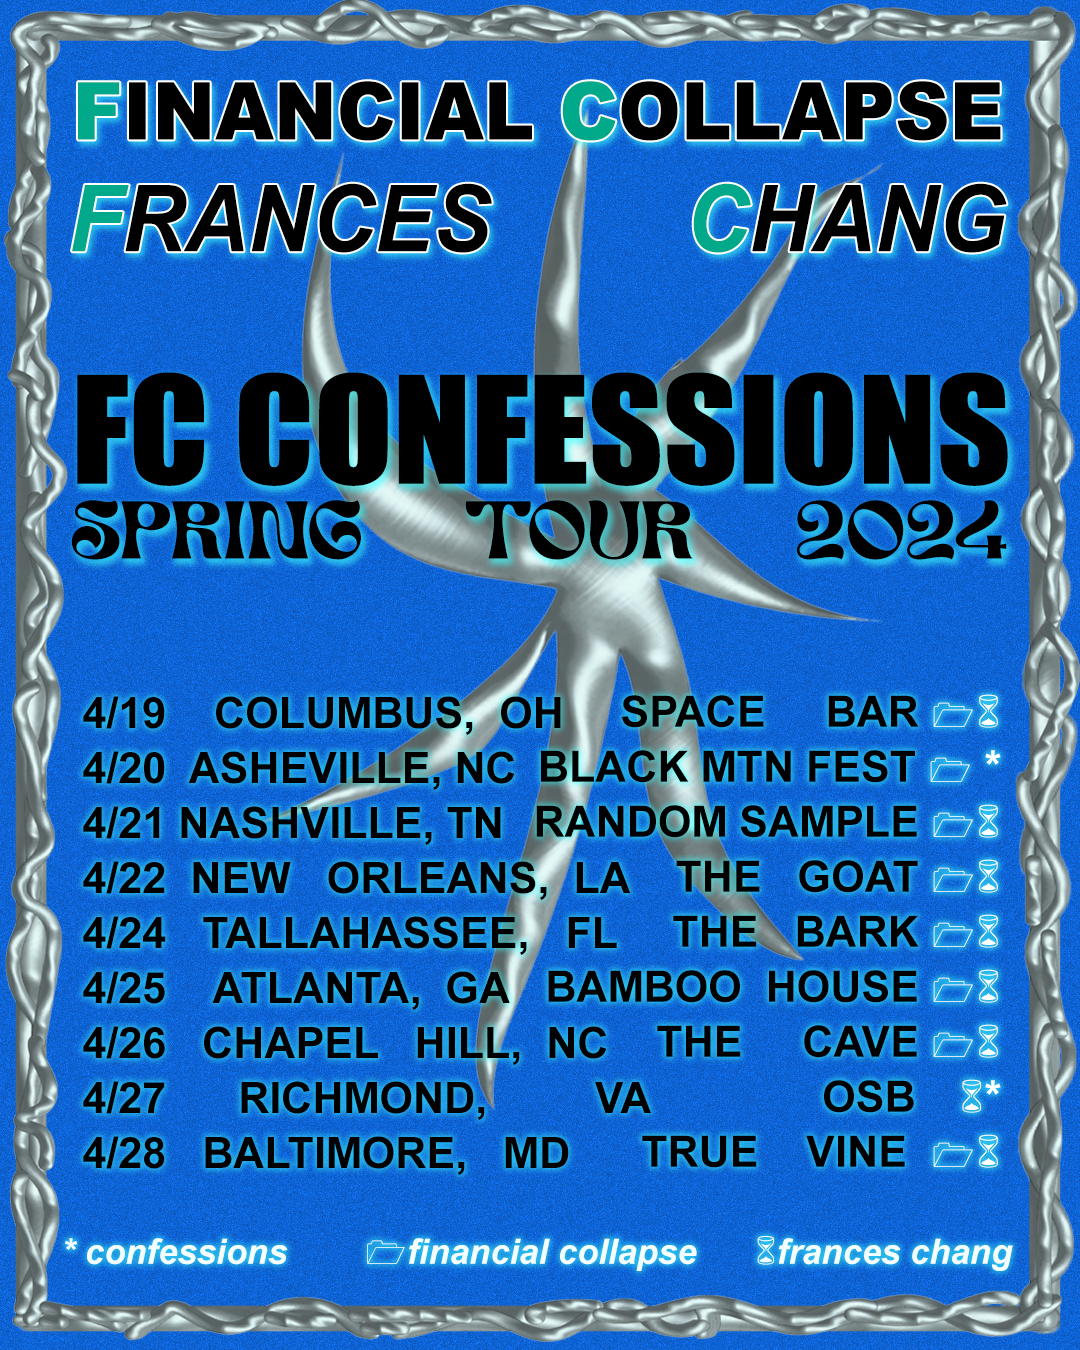 FINANCIAL COLLAPSE
FRANCES CHANG
FC CONFESSIONS
SPRING TOUR 2024
4/19 COLUMBUS, OH SPACE BAR 🗀⌛
4/20 ASHEVILLE, NC BLACK MTN FEST 🗀 *
4/21 NASHVILLE, TN RANDOM SAMPLE 🗀⌛
4/22 NEW ORLEANS, LA THE GOAT 🗀⌛
4/24 TALLAHASSEE, FL THE BARK 🗀⌛
4/25 ATLANTA, GA BAMBOO HOUSE 🗀⌛
4/26 CHAPEL HILL, NC THE CAVE 🗀⌛
4/27 RICHMOND, VA OSB ⌛*
4/28 BALTIMORE, MD TRUE VINE 🗀⌛
* confessions 🗀financial collapse ⌛frances chang